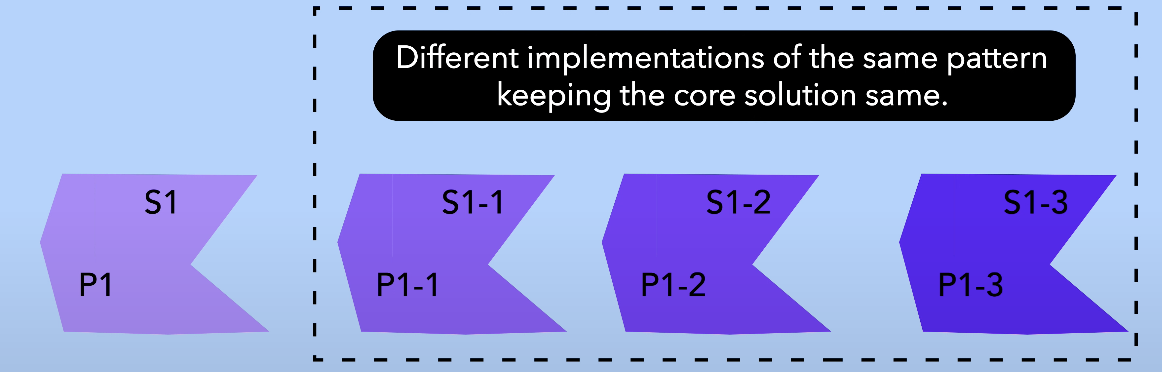 Different implementations of the same pattern
keeping the core solution same.
S1
S1-1
S1-2
S1-3
P1
P1-1
P1-2
P1-3